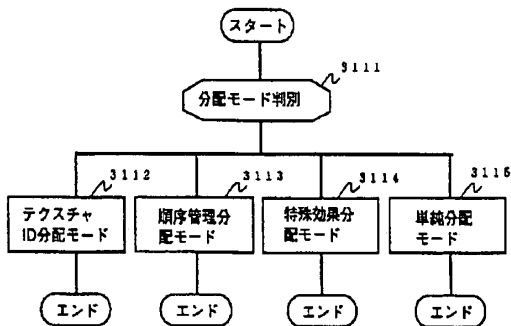 スタート
3111
分配モード判別
3112
3113
3114
3115
テクスチャ
ID分配モード
順序管理分
配モード
特殊効果分
配モード
単純分配
モード
エンド
エンド
エンド
エンド